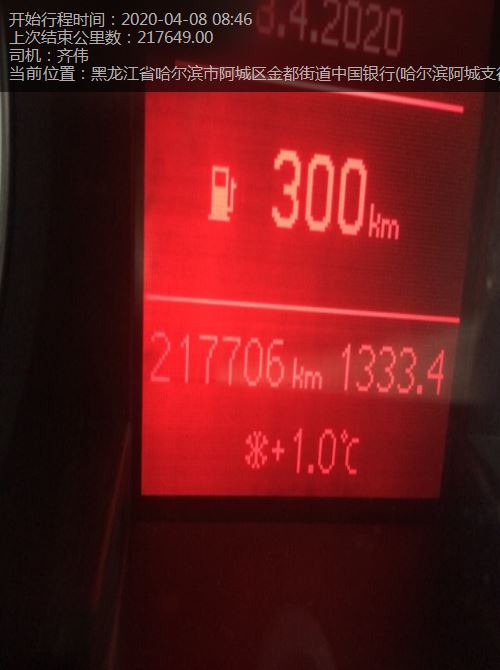 开始行程时间：2020-04-08 08:46
上次结束公里数：217649.00
司机：齐伟
当前位置：黑龙江省哈尔滨市阿城区金都街道中国银行(哈尔滨阿城支行
8.4.2020
300km
217706km 1333.4
+1.0℃